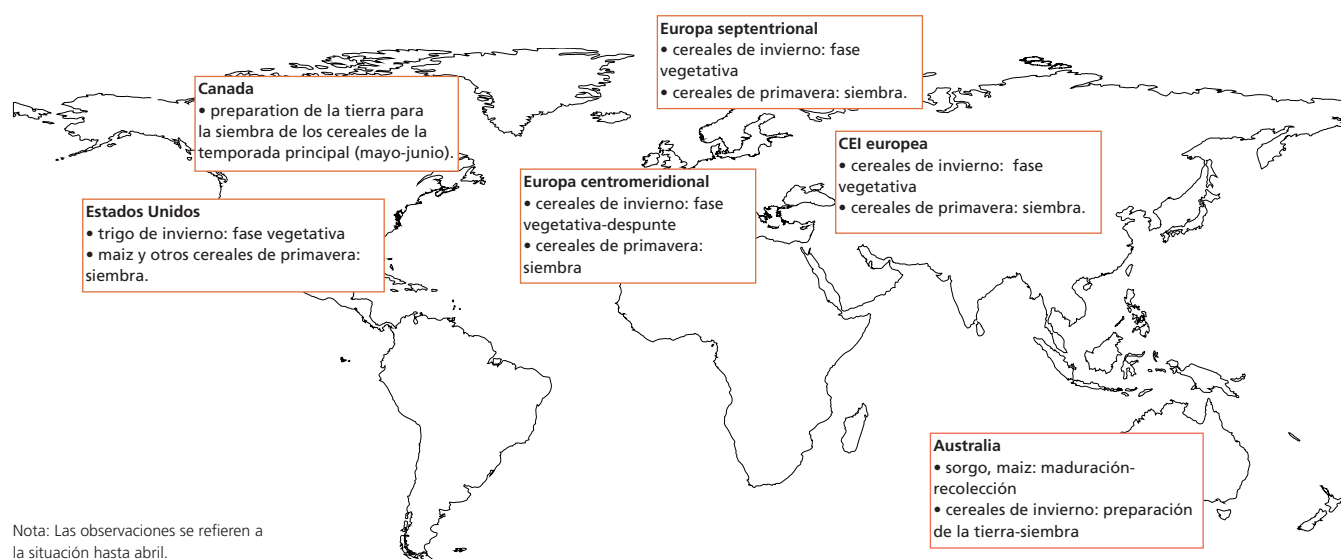 Europa septentrional
• cereales de invierno: fase
vegetativa
• cereales de primavera: siembra.
Canada
• preparation de la tierra para
la siembra de los cereales de la
temporada principal (mayo-junio).
CEI europea
• cereales de invierno: fase
vegetativa
• cereales de primavera: siembra.
Europa centromeridional
• cereales de invierno: fase
vegetativa-despunte
• cereales de primavera:
siembra
Estados Unidos
• trigo de invierno: fase vegetativa
• maiz y otros cereales de primavera:
siembra.
Australia
• sorgo, maiz: maduración-
recolección
• cereales de invierno: preparación
de la tierra-siembra
Nota: Las observaciones se refieren a
la situación hasta abril.